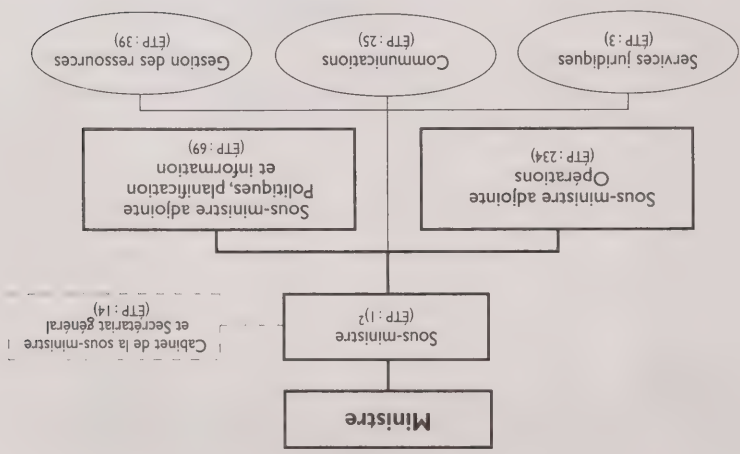 Ministre
Sous-ministre
(ÉTP : 1)²
Cabinet de la sous-ministre
et Secrétariat général
(ÉTP : 14)
Sous-ministre adjointe
Opérations
(ÉTP : 234)
Sous-ministre adjointe
Politiques, planification
et information
(ÉTP : 69)
Services juridiques
(ÉTP : 3)
Communications
(ÉTP : 25)
Gestion des ressources
(ÉTP : 39)